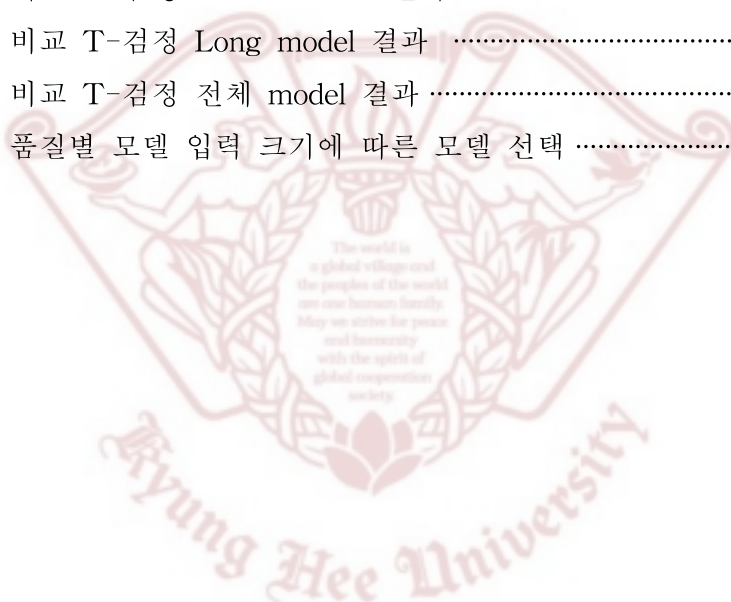 비교 T-검정 Long model 결과 ························································
비교 T-검정 전체 model 결과 ························································
품질별 모델 입력 크기에 따른 모델 선택 ····························
The world is
a global village and
the peoples of the world
are one human family.
May we strive for peace
and humanity
with the spirit of
global cooperation
society.
Kyung Hee University